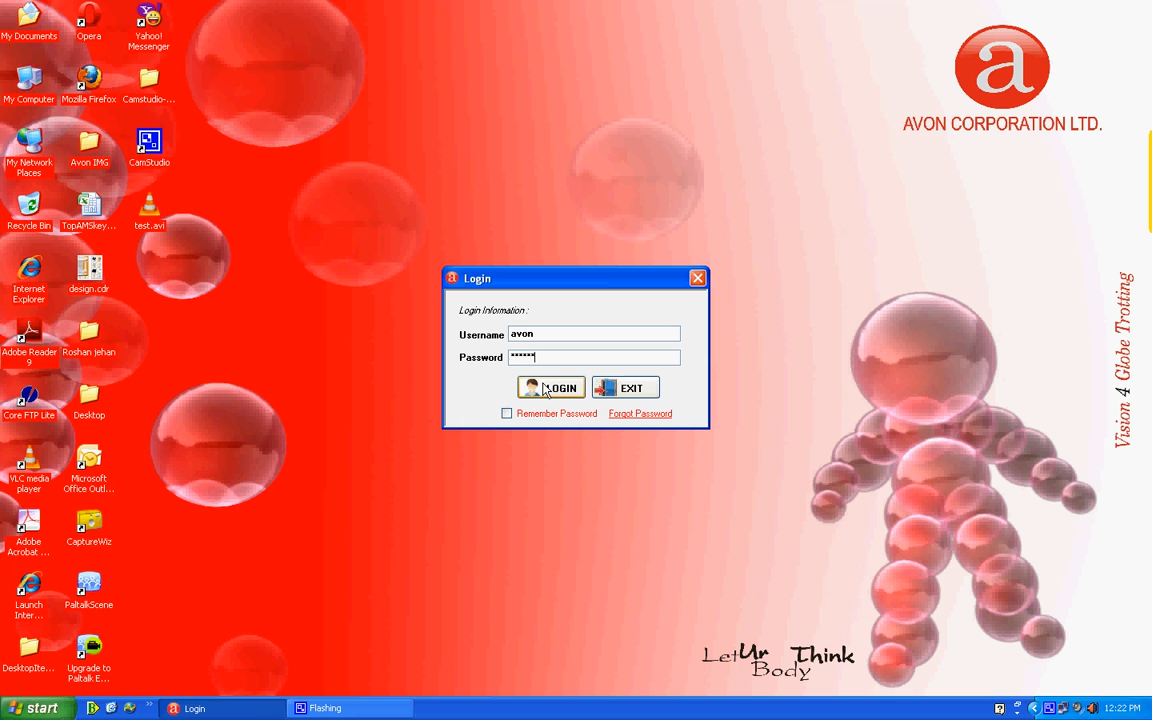 My Documents
Opera
Yahoo!
Messenger
My Computer
Mozilla Firefox
Camstudio-...
My Network
Places
Avon IMG
CamStudio
Recycle Bin
TopAMSkey...
test.avi
Internet
Explorer
design.cdr
Adobe Reader
9
Roshan jehan
Core FTP Lite
Desktop
VLC media
player
Microsoft
Office Outl...
Adobe
Acrobat ...
CaptureWiz
Launch
Inter...
PaltalkScene
DesktopIte...
Upgrade to
Paltalk E...
a
AVON CORPORATION LTD.
Vision 4 Globe Trotting
a Login
Login Information :
Username avon
Password ******
LOGIN EXIT
Remember Password Forgot Password
Let Ur Think
Body
start Login Flashing 12:22 PM